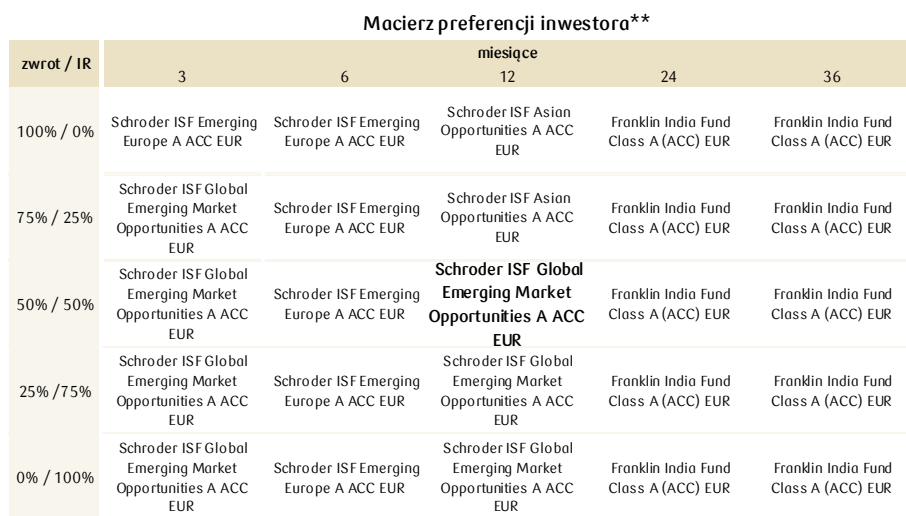 Macierz preferencji inwestora**
zwrot / IR
miesiące
3 6 12 24 36
100% / 0%
Schroder ISF Emerging
Europe A ACC EUR
Schroder ISF Emerging
Europe A ACC EUR
Schroder ISF Asian
Opportunities A ACC
EUR
Franklin India Fund
Class A (ACC) EUR
Franklin India Fund
Class A (ACC) EUR
75% / 25%
Schroder ISF Global
Emerging Market
Opportunities A ACC
EUR
Schroder ISF Emerging
Europe A ACC EUR
Schroder ISF Asian
Opportunities A ACC
EUR
Franklin India Fund
Class A (ACC) EUR
Franklin India Fund
Class A (ACC) EUR
50% / 50%
Schroder ISF Global
Emerging Market
Opportunities A ACC
EUR
Schroder ISF Emerging
Europe A ACC EUR
Schroder ISF Global
Emerging Market
Opportunities A ACC
EUR
Franklin India Fund
Class A (ACC) EUR
Franklin India Fund
Class A (ACC) EUR
25% /75%
Schroder ISF Global
Emerging Market
Opportunities A ACC
EUR
Schroder ISF Emerging
Europe A ACC EUR
Schroder ISF Global
Emerging Market
Opportunities A ACC
EUR
Franklin India Fund
Class A (ACC) EUR
Franklin India Fund
Class A (ACC) EUR
0% / 100%
Schroder ISF Global
Emerging Market
Opportunities A ACC
EUR
Schroder ISF Emerging
Europe A ACC EUR
Schroder ISF Global
Emerging Market
Opportunities A ACC
EUR
Franklin India Fund
Class A (ACC) EUR
Franklin India Fund
Class A (ACC) EUR